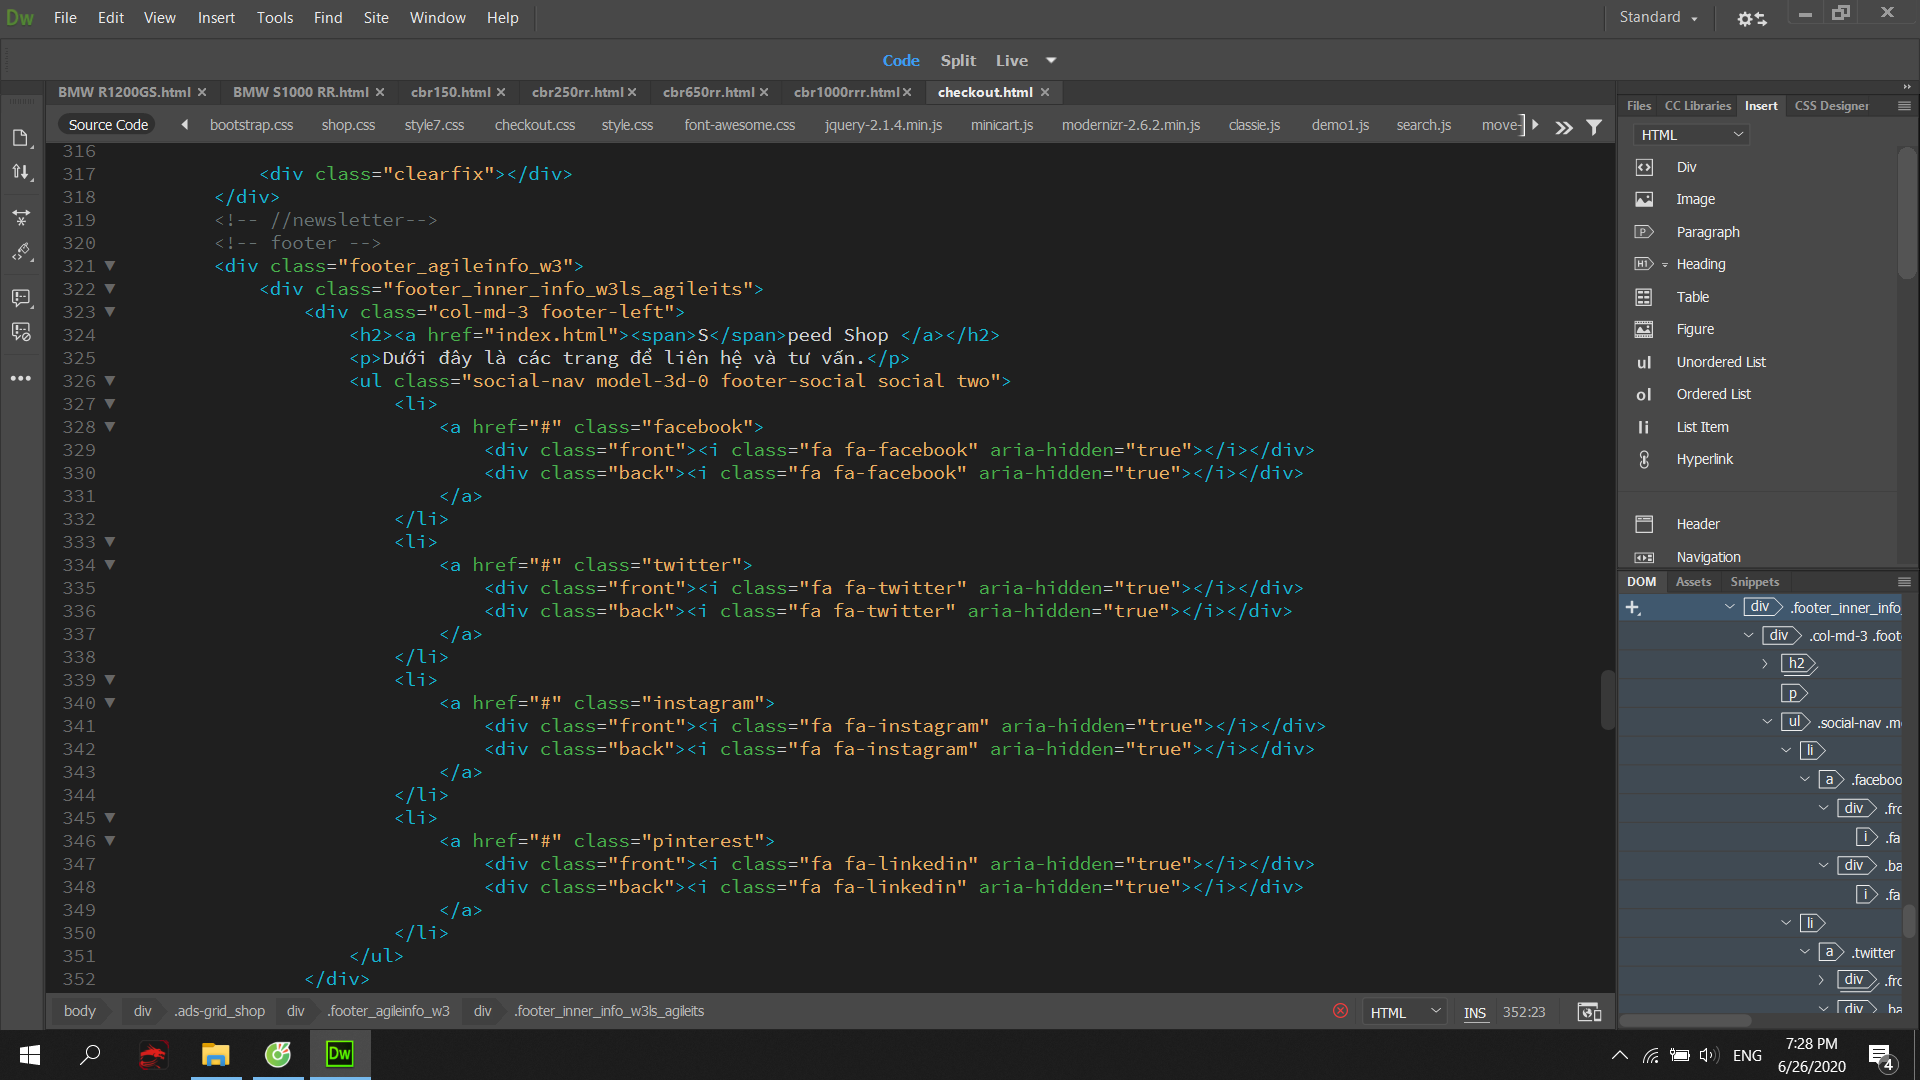 Dw File Edit View Insert Tools Find Site Window Help Standard
Code Split Live
BMW R1200GS.html BMW S1000 RR.html cbr150.html cbr250rr.html cbr650rr.html cbr1000rrr.html checkout.html
Source Code bootstrap.css shop.css style7.css checkout.css style.css font-awesome.css jquery-2.1.4.min.js minicart.js modernizr-2.6.2.min.js classie.js demo1.js search.js move-
316
317 <div class="clearfix"></div>
318 </div>
319 <!-- //newsletter-->
320 <!-- footer -->
321 <div class="footer_agileinfo_w3">
322 <div class="footer_inner_info_w3ls_agileits">
323 <div class="col-md-3 footer-left">
324 <h2><a href="index.html"><span>S</span>peed Shop </a></h2>
325 <p>Dưới đây là các trang để liên hệ và tư vấn.</p>
326 <ul class="social-nav model-3d-0 footer-social social two">
327 <li>
328 <a href="#" class="facebook">
329 <div class="front"><i class="fa fa-facebook" aria-hidden="true"></i></div>
330 <div class="back"><i class="fa fa-facebook" aria-hidden="true"></i></div>
331 </a>
332 </li>
333 <li>
334 <a href="#" class="twitter">
335 <div class="front"><i class="fa fa-twitter" aria-hidden="true"></i></div>
336 <div class="back"><i class="fa fa-twitter" aria-hidden="true"></i></div>
337 </a>
338 </li>
339 <li>
340 <a href="#" class="instagram">
341 <div class="front"><i class="fa fa-instagram" aria-hidden="true"></i></div>
342 <div class="back"><i class="fa fa-instagram" aria-hidden="true"></i></div>
343 </a>
344 </li>
345 <li>
346 <a href="#" class="pinterest">
347 <div class="front"><i class="fa fa-linkedin" aria-hidden="true"></i></div>
348 <div class="back"><i class="fa fa-linkedin" aria-hidden="true"></i></div>
349 </a>
350 </li>
351 </ul>
352 </div>
body div .ads-grid_shop div .footer_agileinfo_w3 div .footer_inner_info_w3ls_agileits HTML INS 352:23
Files CC Libraries Insert CSS Designer
HTML
Div
Image
P Paragraph
H1 Heading
Table
Figure
ul Unordered List
ol Ordered List
li List Item
Hyperlink
Header
Navigation
DOM Assets Snippets
div .footer_inner_info_
div .col-md-3 .foot
h2
p
ul .social-nav .mo
li
a .faceboo
div .fro
i .fa
div .ba
i .fa
li
a .twitter
div .fro
div .ba
Dw ENG 7:28 PM
6/26/2020 4